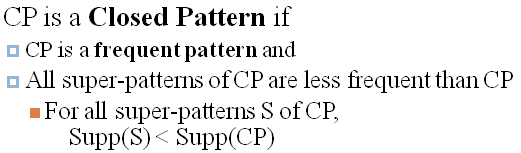 CP is a Closed Pattern if
CP is a frequent pattern and
All super-patterns of CP are less frequent than CP
For all super-patterns S of CP,
Supp(S) < Supp(CP)